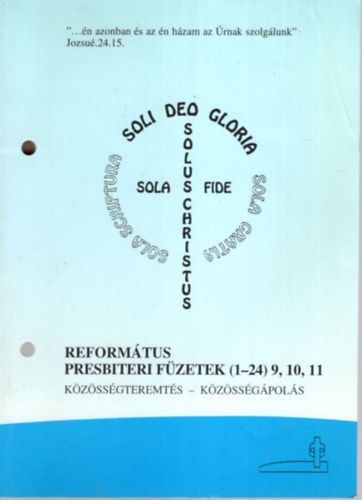 "...én azonban és az én házam az Úrnak szolgálunk"
Jozsué.24.15.
SOLI DEO GLORIA
SOLUS CHRISTUS
SOLA FIDE
SOLA SCRIPTURA
SOLA GRATIA
REFORMÁTUS
PRESBITERI FÜZETEK (1–24) 9, 10, 11
KÖZÖSSÉGTEREMTÉS – KÖZÖSSÉGÁPOLÁS